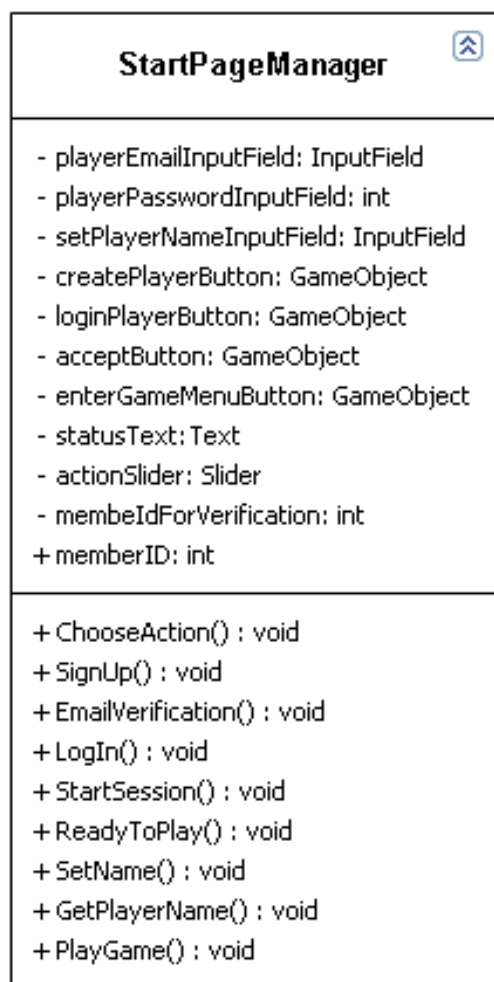 StartPageManager
- playerEmailInputField: InputField
- playerPasswordInputField: int
- setPlayerNameInputField: InputField
- createPlayerButton: GameObject
- loginPlayerButton: GameObject
- acceptButton: GameObject
- enterGameMenuButton: GameObject
- statusText: Text
- actionSlider: Slider
- membeIdForVerification: int
+ memberID: int
+ ChooseAction() : void
+ SignUp() : void
+ EmailVerification() : void
+ LogIn() : void
+ StartSession() : void
+ ReadyToPlay() : void
+ SetName() : void
+ GetPlayerName() : void
+ PlayGame() : void